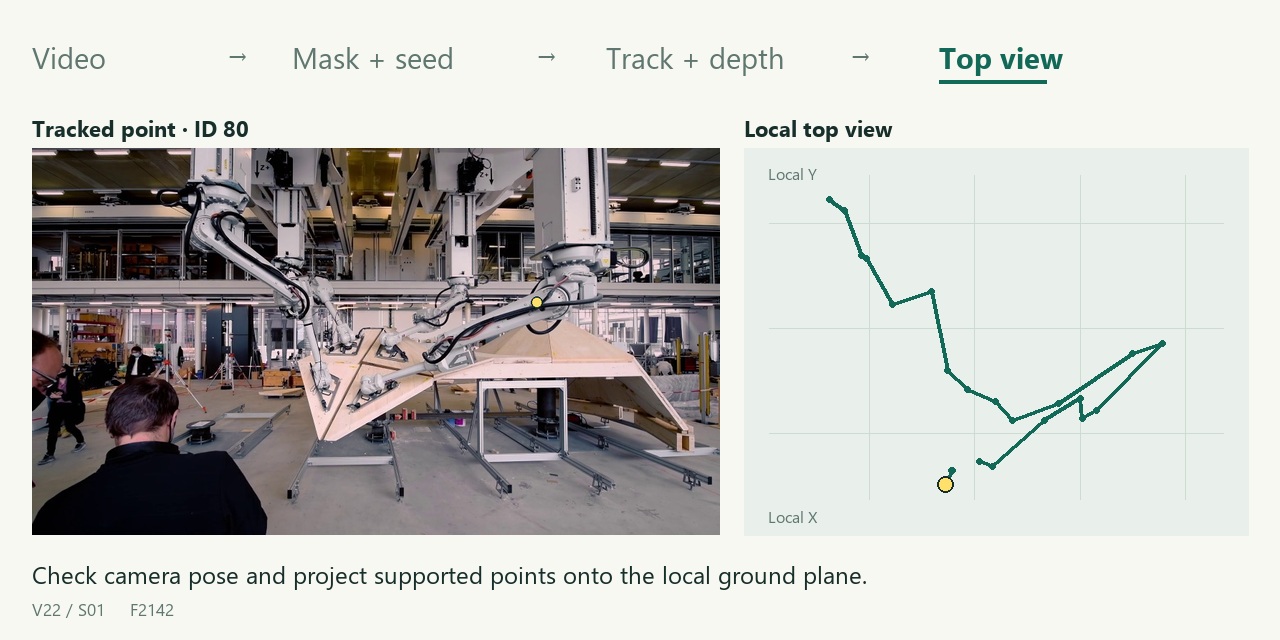 Video → Mask + seed → Track + depth → Top view
Tracked point · ID 80
Local top view
Local Y
Local X
Check camera pose and project supported points onto the local ground plane.
V22 / S01 F2142